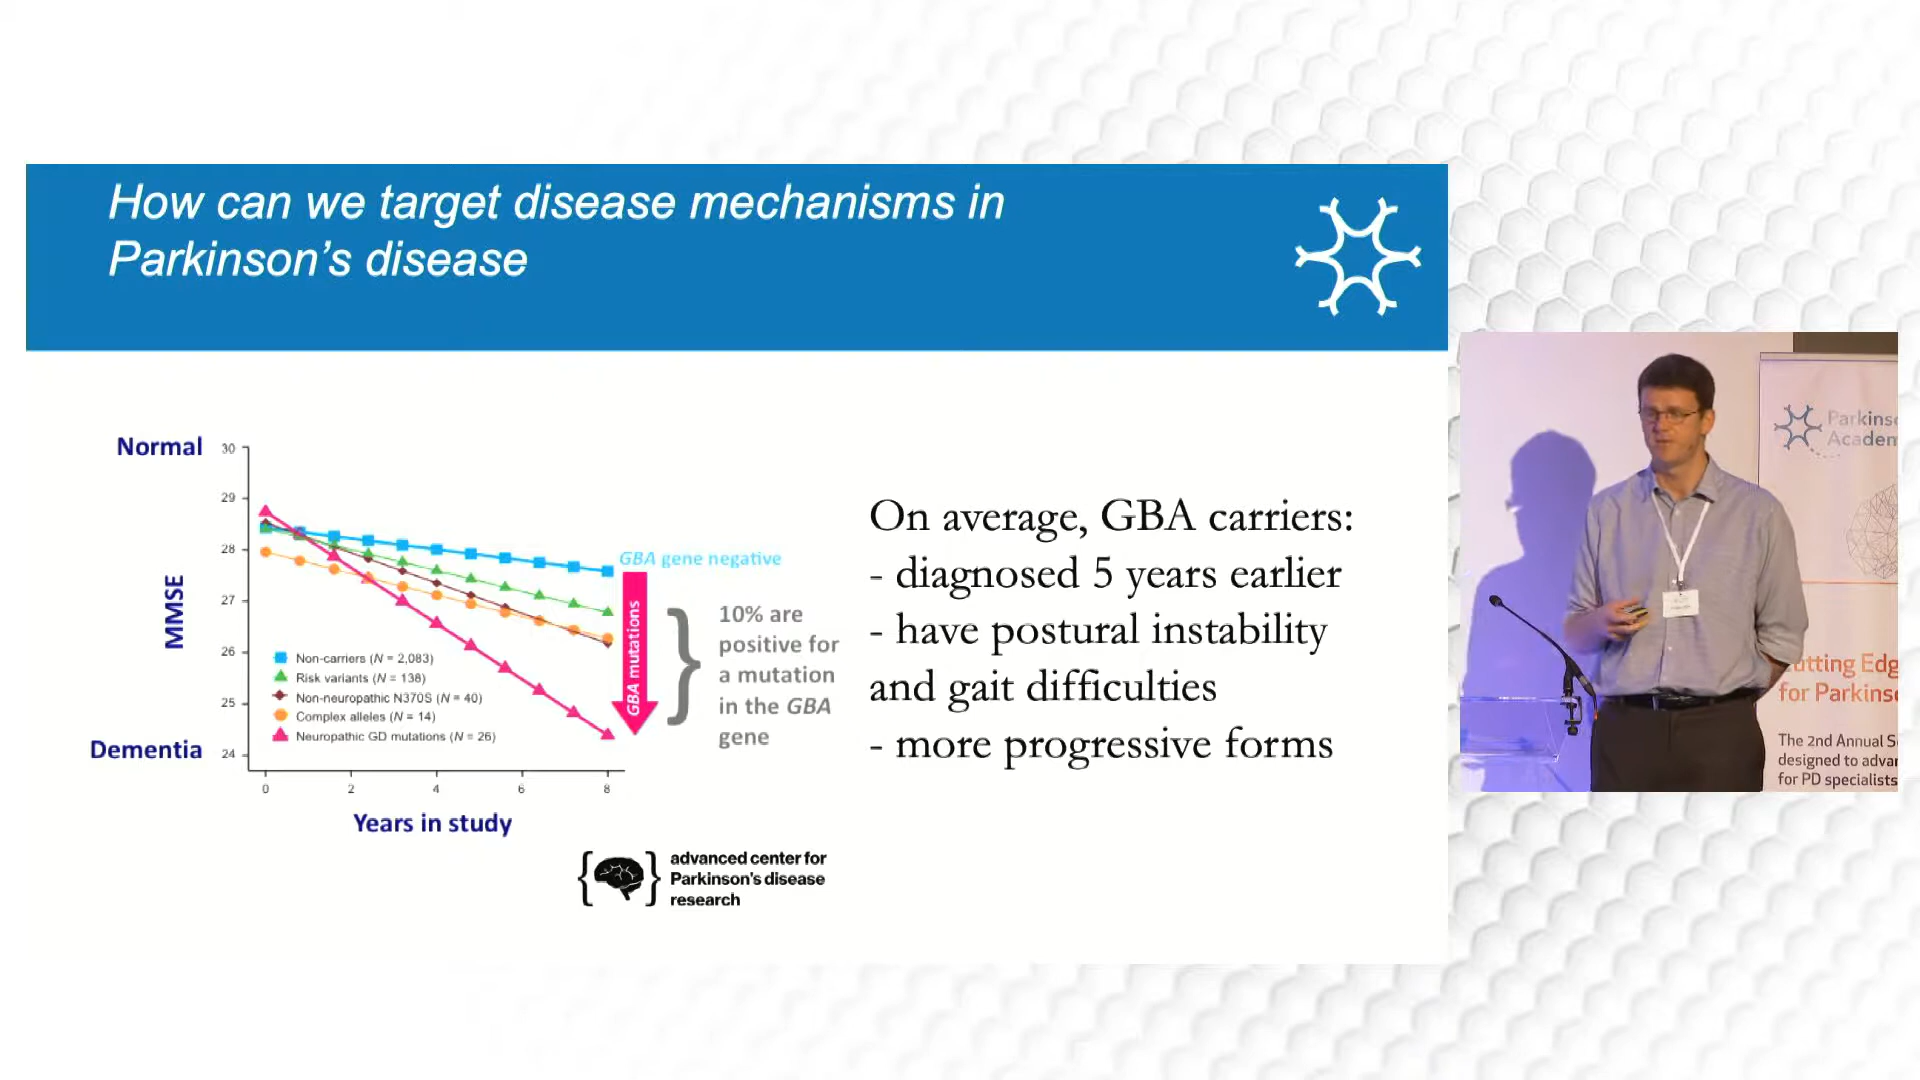 How can we target disease mechanisms in
Parkinson's disease
Normal
Dementia
MMSE
30
29
28
27
26
25
24
0
2
4
6
8
Years in study
Non-carriers (N = 2,083)
Risk variants (N = 138)
Non-neuropathic N370S (N = 40)
Complex alleles (N = 14)
Neuropathic GD mutations (N = 26)
GBA gene negative
GBA mutations
10% are
positive for
a mutation
in the GBA
gene
On average, GBA carriers:
- diagnosed 5 years earlier
- have postural instability
and gait difficulties
- more progressive forms
advanced center for
Parkinson's disease
research
Parkins
Academ
utting Edg
for Parkins
The 2nd Annual S
designed to advan
for PD specialists